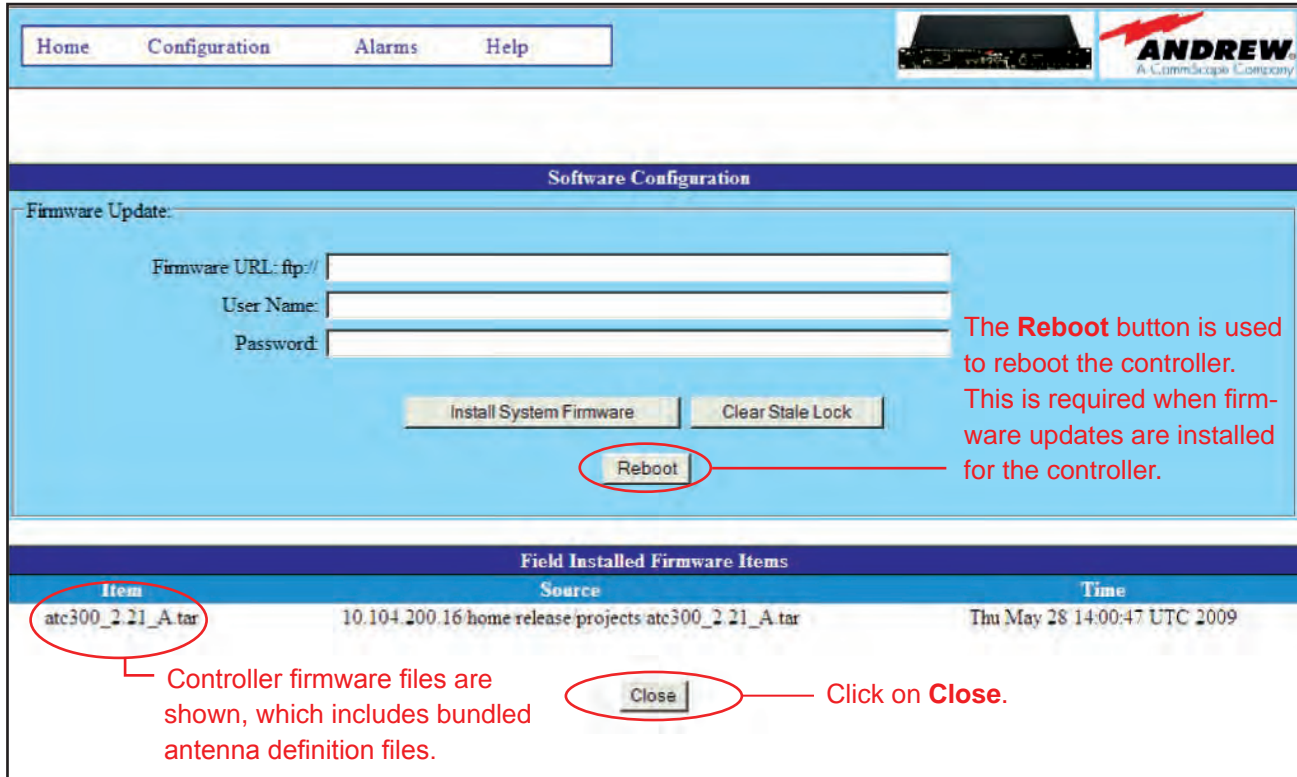 Home Configuration Alarms Help
ANDREW.
A CommScope Company
Software Configuration
Firmware Update:
Firmware URL: ftp://
User Name:
Password:
The Reboot button is used
to reboot the controller.
This is required when firm-
ware updates are installed
for the controller.
Install System Firmware Clear Stale Lock
Reboot
Field Installed Firmware Items
Item Source Time
atc300_2.21_A.tar 10.104.200.16/home/release/projects/atc300_2.21_A.tar Thu May 28 14:00:47 UTC 2009
Controller firmware files are
shown, which includes bundled
antenna definition files.
Close
Click on Close.